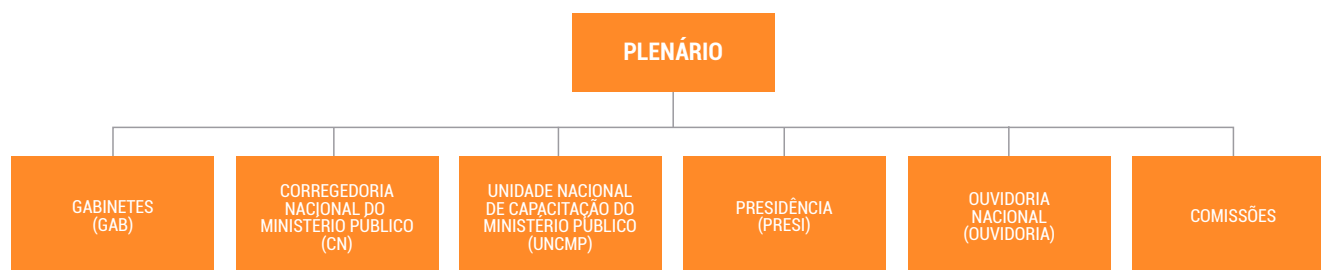 PLENÁRIO
GABINETES
(GAB)
CORREGEDORIA
NACIONAL DO
MINISTÉRIO PÚBLICO
(CN)
UNIDADE NACIONAL
DE CAPACITAÇÃO DO
MINISTÉRIO PÚBLICO
(UNCMP)
PRESIDÊNCIA
(PRESI)
OUVIDORIA
NACIONAL
(OUVIDORIA)
COMISSÕES